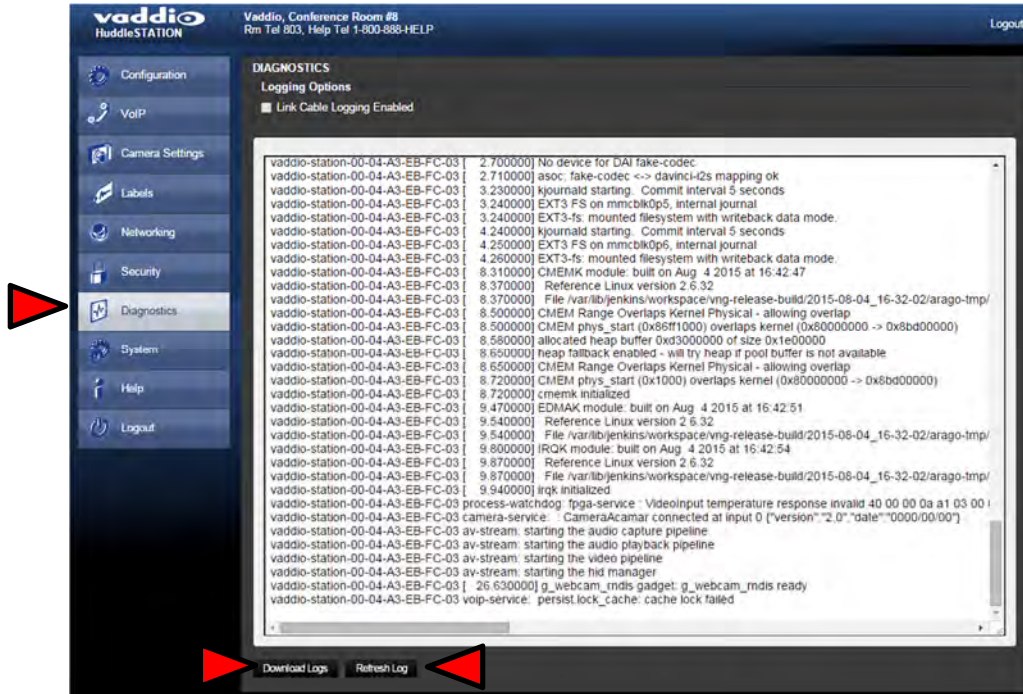 vaddio
HuddleSTATION
Vaddio, Conference Room #8
Rm Tel 803, Help Tel 1-800-888-HELP
Logout
Configuration
VoIP
Camera Settings
Labels
Networking
Security
Diagnostics
System
Help
Logout
DIAGNOSTICS
Logging Options
Link Cable Logging Enabled
vaddio-station-00-04-A3-EB-FC-03 [ 2.700000] No device for DAI fake-codec
vaddio-station-00-04-A3-EB-FC-03 [ 2.710000] asoc: fake-codec <-> davinci-i2s mapping ok
vaddio-station-00-04-A3-EB-FC-03 [ 3.230000] kjournald starting. Commit interval 5 seconds
vaddio-station-00-04-A3-EB-FC-03 [ 3.240000] EXT3 FS on mmcblk0p5, internal journal
vaddio-station-00-04-A3-EB-FC-03 [ 3.240000] EXT3-fs: mounted filesystem with writeback data mode.
vaddio-station-00-04-A3-EB-FC-03 [ 4.240000] kjournald starting. Commit interval 5 seconds
vaddio-station-00-04-A3-EB-FC-03 [ 4.250000] EXT3 FS on mmcblk0p6, internal journal
vaddio-station-00-04-A3-EB-FC-03 [ 4.260000] EXT3-fs: mounted filesystem with writeback data mode.
vaddio-station-00-04-A3-EB-FC-03 [ 8.310000] CMEMK module: built on Aug 4 2015 at 16:42:47
vaddio-station-00-04-A3-EB-FC-03 [ 8.370000] Reference Linux version 2.6.32
vaddio-station-00-04-A3-EB-FC-03 [ 8.370000] File /var/lib/jenkins/workspace/vng-release-build/2015-08-04_16-32-02/arago-tmp/
vaddio-station-00-04-A3-EB-FC-03 [ 8.500000] CMEM Range Overlaps Kernel Physical - allowing overlap
vaddio-station-00-04-A3-EB-FC-03 [ 8.500000] CMEM phys_start (0x86ff1000) overlaps kernel (0x80000000 -> 0x8bd00000)
vaddio-station-00-04-A3-EB-FC-03 [ 8.580000] allocated heap buffer 0xd3000000 of size 0x1e00000
vaddio-station-00-04-A3-EB-FC-03 [ 8.650000] heap fallback enabled - will try heap if pool buffer is not available
vaddio-station-00-04-A3-EB-FC-03 [ 8.650000] CMEM Range Overlaps Kernel Physical - allowing overlap
vaddio-station-00-04-A3-EB-FC-03 [ 8.720000] CMEM phys_start (0x1000) overlaps kernel (0x80000000 -> 0x8bd00000)
vaddio-station-00-04-A3-EB-FC-03 [ 8.720000] cmemk initialized
vaddio-station-00-04-A3-EB-FC-03 [ 9.470000] EDMAK module: built on Aug 4 2015 at 16:42:51
vaddio-station-00-04-A3-EB-FC-03 [ 9.540000] Reference Linux version 2.6.32
vaddio-station-00-04-A3-EB-FC-03 [ 9.540000] File /var/lib/jenkins/workspace/vng-release-build/2015-08-04_16-32-02/arago-tmp/
vaddio-station-00-04-A3-EB-FC-03 [ 9.800000] IRQK module: built on Aug 4 2015 at 16:42:54
vaddio-station-00-04-A3-EB-FC-03 [ 9.870000] Reference Linux version 2.6.32
vaddio-station-00-04-A3-EB-FC-03 [ 9.870000] File /var/lib/jenkins/workspace/vng-release-build/2015-08-04_16-32-02/arago-tmp/
vaddio-station-00-04-A3-EB-FC-03 [ 9.940000] irqk initialized
vaddio-station-00-04-A3-EB-FC-03 process-watchdog: fpga-service : VideoInput temperature response invalid 40 00 00 0a a1 03 00
vaddio-station-00-04-A3-EB-FC-03 camera-service: : CameraAcamar connected at input 0 {"version":"2.0","date":"0000/00/00"}
vaddio-station-00-04-A3-EB-FC-03 av-stream: starting the audio capture pipeline
vaddio-station-00-04-A3-EB-FC-03 av-stream: starting the audio playback pipeline
vaddio-station-00-04-A3-EB-FC-03 av-stream: starting the video pipeline
vaddio-station-00-04-A3-EB-FC-03 av-stream: starting the hid manager
vaddio-station-00-04-A3-EB-FC-03 [ 26.630000] g_webcam_rndis gadget: g_webcam_rndis ready
vaddio-station-00-04-A3-EB-FC-03 voip-service: persist.lock_cache: cache lock failed
Download Logs
Refresh Log